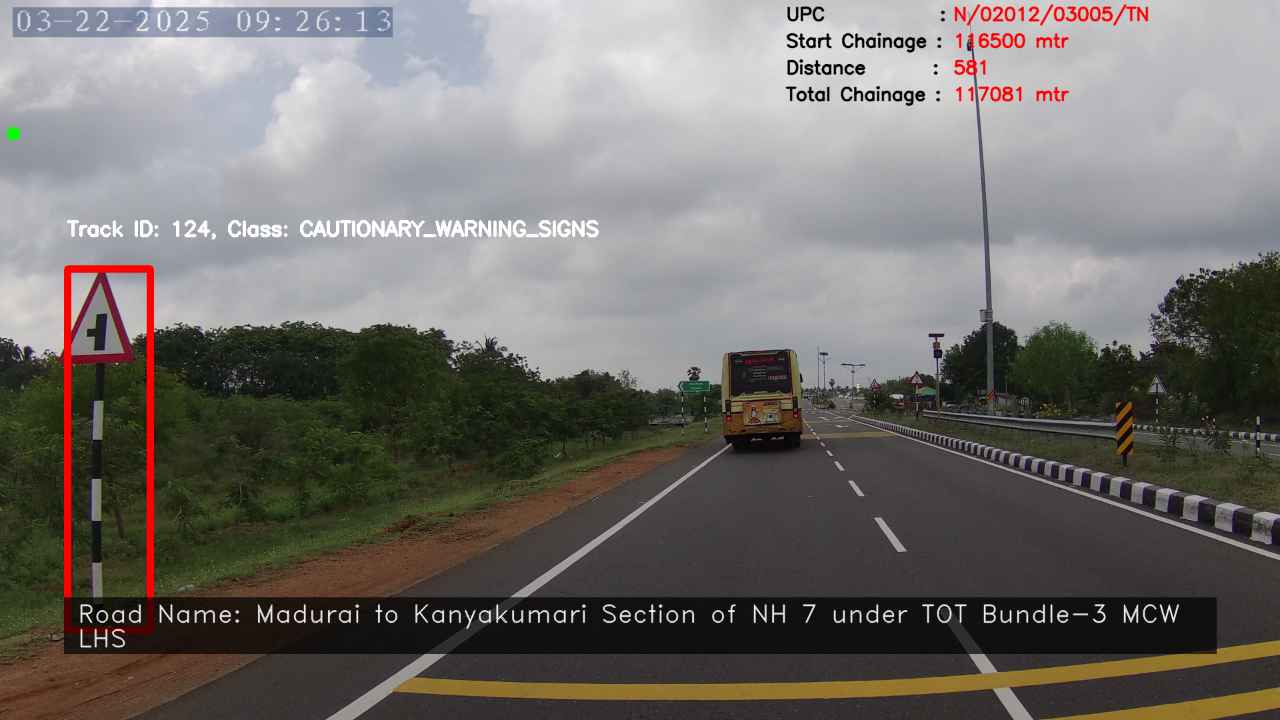 03-22-2025 09:26:13
UPC : N/02012/03005/TN
Start Chainage : 116500 mtr
Distance : 581
Total Chainage : 117081 mtr
Track ID: 124, Class: CAUTIONARY_WARNING_SIGNS
Road Name: Madurai to Kanyakumari Section of NH 7 under TOT Bundle-3 MCW
LHS